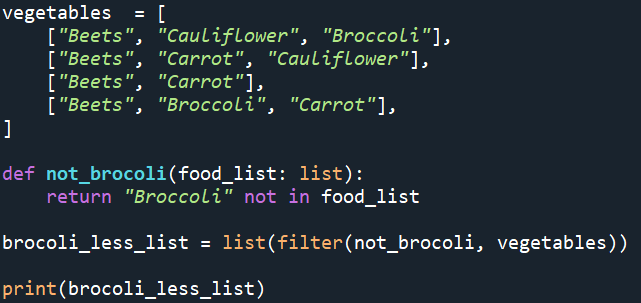 vegetables  = [
    ["Beets", "Cauliflower", "Broccoli"],
    ["Beets", "Carrot", "Cauliflower"],
    ["Beets", "Carrot"],
    ["Beets", "Broccoli", "Carrot"],
]

def not_brocoli(food_list: list):
    return "Broccoli" not in food_list

brocoli_less_list = list(filter(not_brocoli, vegetables))

print(brocoli_less_list)